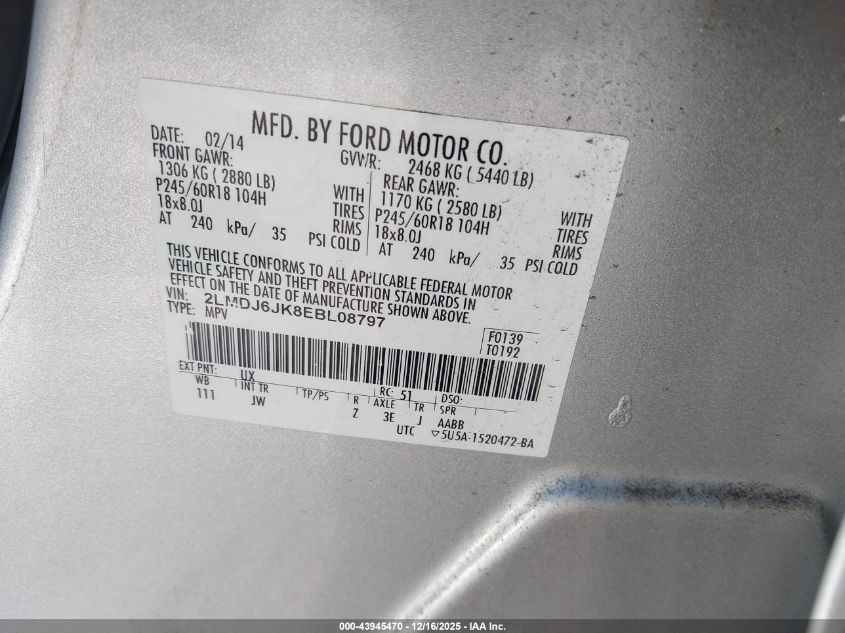 MFD. BY FORD MOTOR CO.
DATE: 02/14 GVWR: 2468 KG ( 5440 LB)
FRONT GAWR: REAR GAWR:
1306 KG ( 2880 LB) WITH 1170 KG ( 2580 LB) WITH
P245/60R18 104H TIRES P245/60R18 104H TIRES
18x8.0J RIMS 18x8.0J RIMS
AT 240 kPa/ 35 PSI COLD AT 240 kPa/ 35 PSI COLD
THIS VEHICLE CONFORMS TO ALL APPLICABLE FEDERAL MOTOR
VEHICLE SAFETY AND THEFT PREVENTION STANDARDS IN
EFFECT ON THE DATE OF MANUFACTURE SHOWN ABOVE.
VIN: 2LMDJ6JK8EBL08797
TYPE: MPV
F0139
T0192
EXT PNT: UX RC: 51 DSO:
WB INT TR TP/PS R AXLE TR SPR
111 JW Z 3E J AABB
UTC ▽5U5A-1520472-BA
000-43945470 - 12/16/2025 - IAA Inc.